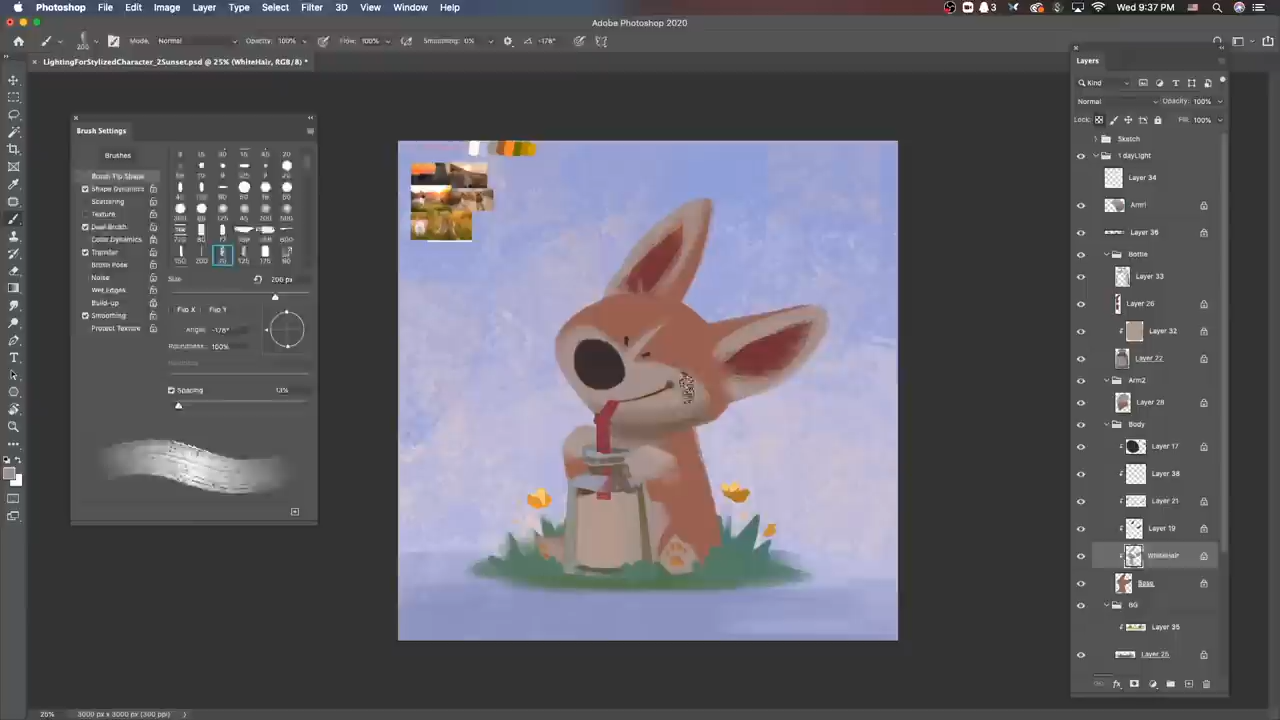 Photoshop File Edit Image Layer Type Select Filter 3D View Window Help
3 Wed 9:37 PM
Adobe Photoshop 2020
200 Mode: Normal Opacity: 100% Flow: 100% Smoothing: 0% -178°
LightingForStylizedCharacter_2Sunset.psd @ 25% (WhiteHair, RGB/8) *
Brush Settings
Brushes
Brush Tip Shape
Shape Dynamics
Scattering
Texture
Dual Brush
Color Dynamics
Transfer
Brush Pose
Noise
Wet Edges
Build-up
Smoothing
Protect Texture
Size 200 px
Flip X Flip Y
Angle: -178°
Roundness: 100%
Spacing 13%
Layers
Kind
Normal Opacity: 100%
Lock: Fill: 100%
Sketch
1 dayLight
Layer 34
Arm1
Layer 36
Bottle
Layer 33
Layer 26
Layer 32
Layer 22
Arm2
Layer 28
Body
Layer 17
Layer 38
Layer 21
Layer 19
WhiteHair
Base
BG
Layer 35
Layer 25
25% 3000 px x 3000 px (300 ppi)